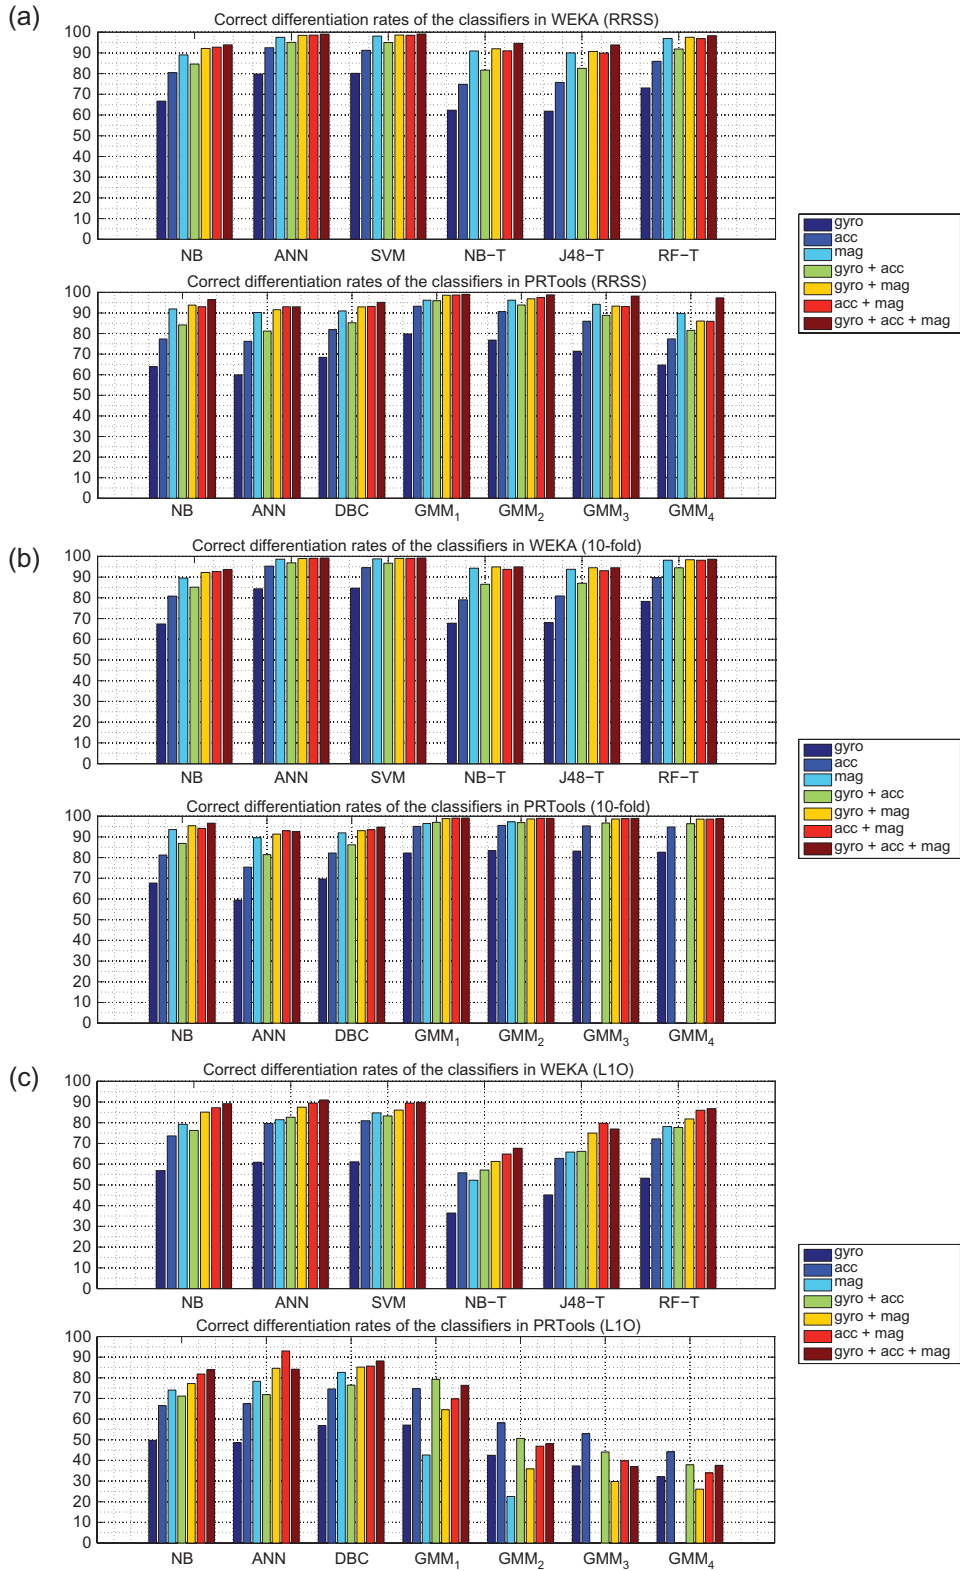 (a)
Correct differentiation rates of the classifiers in WEKA (RRSS)
100
90
80
70
60
50
40
30
20
10
0
NB ANN SVM NB−T J48−T RF−T
Correct differentiation rates of the classifiers in PRTools (RRSS)
100
90
80
70
60
50
40
30
20
10
0
NB ANN DBC GMM1 GMM2 GMM3 GMM4
gyro
acc
mag
gyro + acc
gyro + mag
acc + mag
gyro + acc + mag
(b)
Correct differentiation rates of the classifiers in WEKA (10-fold)
100
90
80
70
60
50
40
30
20
10
0
NB ANN SVM NB−T J48−T RF−T
Correct differentiation rates of the classifiers in PRTools (10-fold)
100
90
80
70
60
50
40
30
20
10
0
NB ANN DBC GMM1 GMM2 GMM3 GMM4
gyro
acc
mag
gyro + acc
gyro + mag
acc + mag
gyro + acc + mag
(c)
Correct differentiation rates of the classifiers in WEKA (L1O)
100
90
80
70
60
50
40
30
20
10
0
NB ANN SVM NB−T J48−T RF−T
Correct differentiation rates of the classifiers in PRTools (L1O)
100
90
80
70
60
50
40
30
20
10
0
NB ANN DBC GMM1 GMM2 GMM3 GMM4
gyro
acc
mag
gyro + acc
gyro + mag
acc + mag
gyro + acc + mag